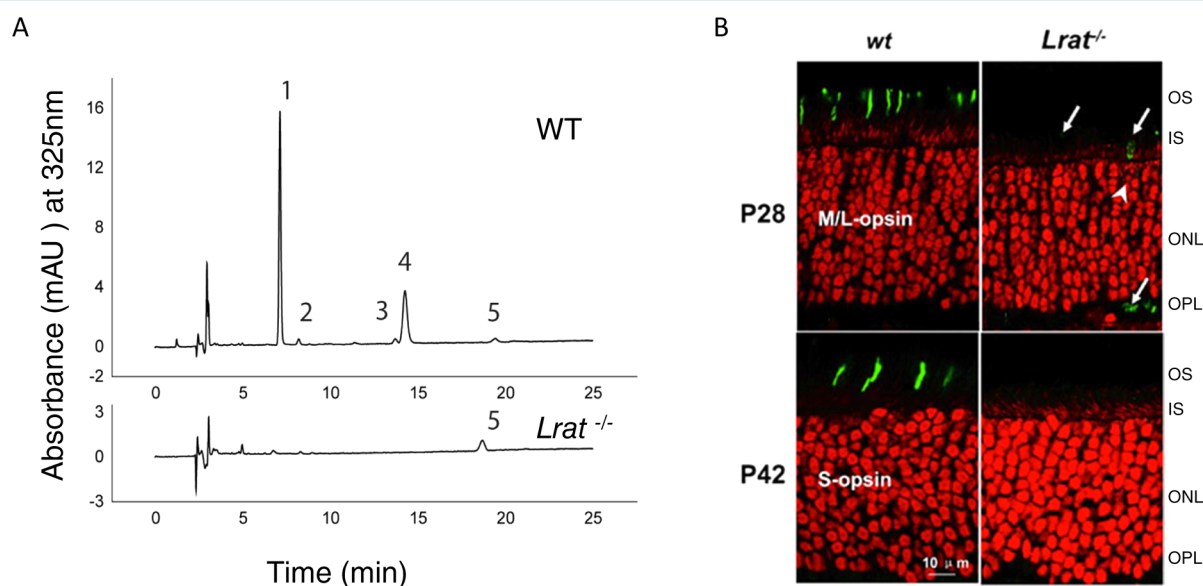 A
Absorbance (mAU ) at 325nm
16
12
8
4
0
-2
1
2
3
4
5
WT
0 5 10 15 20 25
3
0
-3
5
Lrat -/-
0 5 10 15 20 25
Time (min)
B
wt Lrat-/-
P28
M/L-opsin
OS
IS
ONL
OPL
P42
S-opsin
10 μm
OS
IS
ONL
OPL